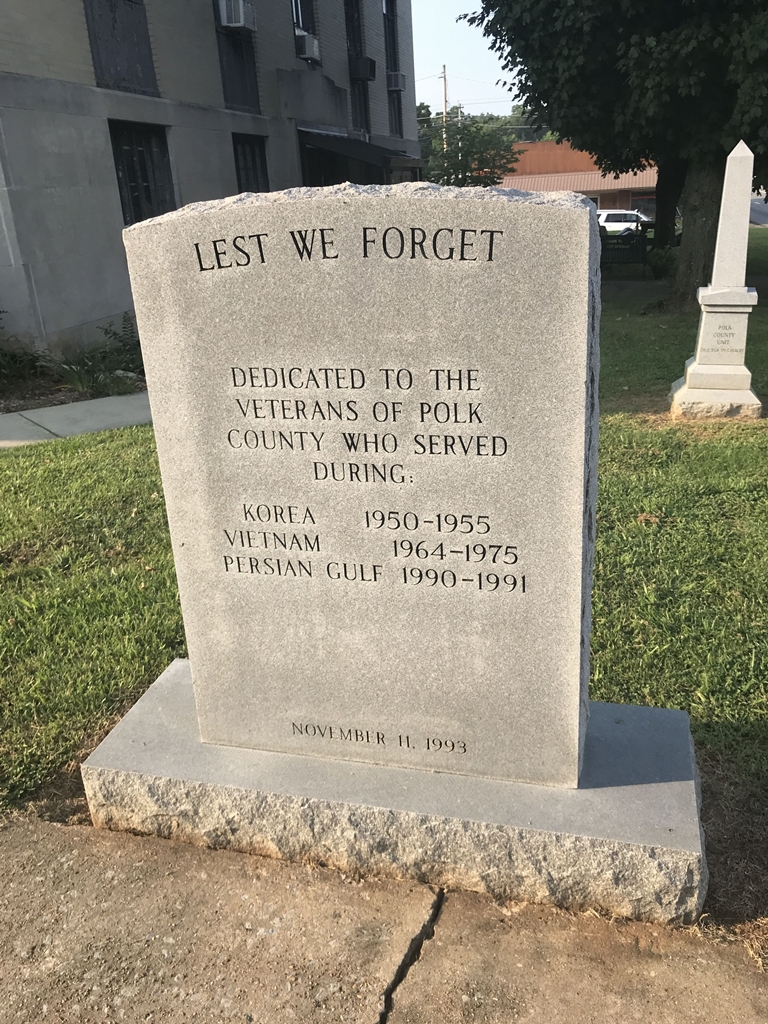 LEST WE FORGET
DEDICATED TO THE
VETERANS OF POLK
COUNTY WHO SERVED
DURING:
KOREA 1950-1955
VIETNAM 1964-1975
PERSIAN GULF 1990-1991
NOVEMBER 11, 1993
POLK
COUNTY
UNIT